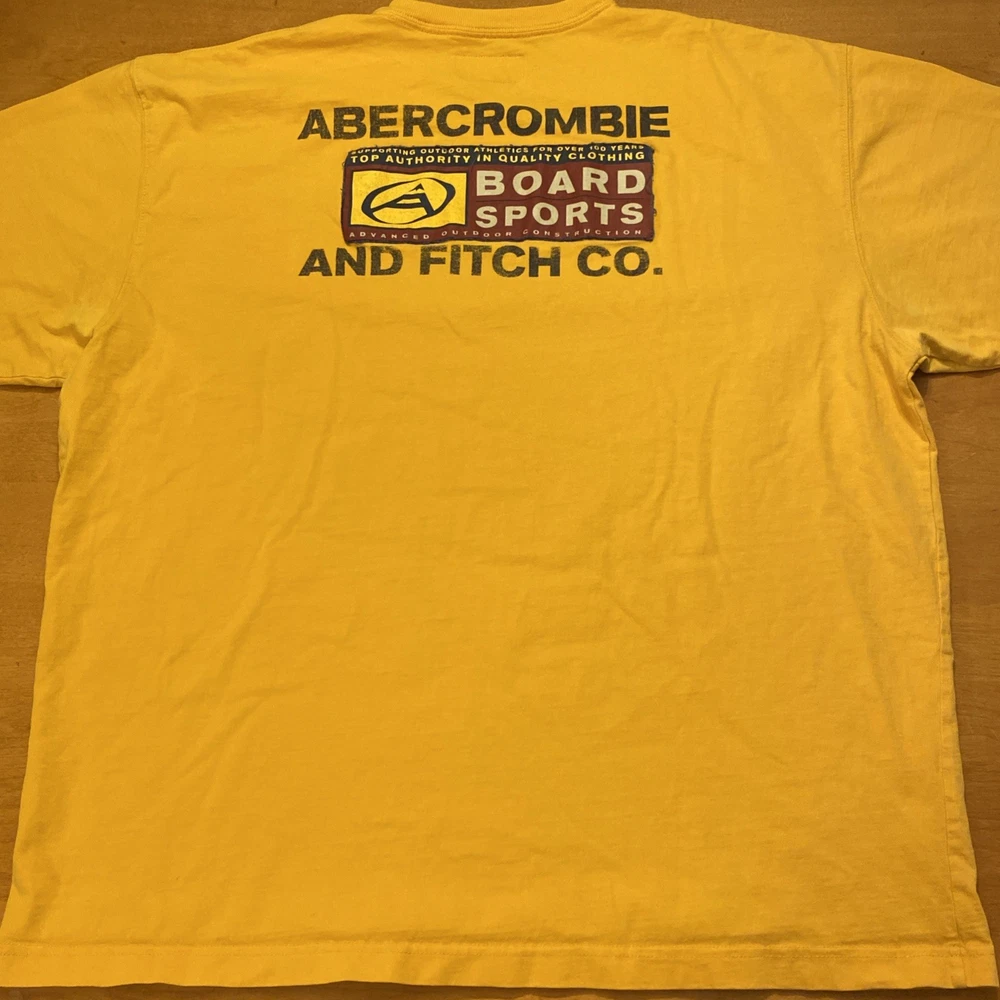 ABERCROMBIE
SUPPORTING OUTDOOR ATHLETICS FOR OVER 100 YEARS
TOP AUTHORITY IN QUALITY CLOTHING
A
BOARD
SPORTS
ADVANCED OUTDOOR CONSTRUCTION
AND FITCH CO.